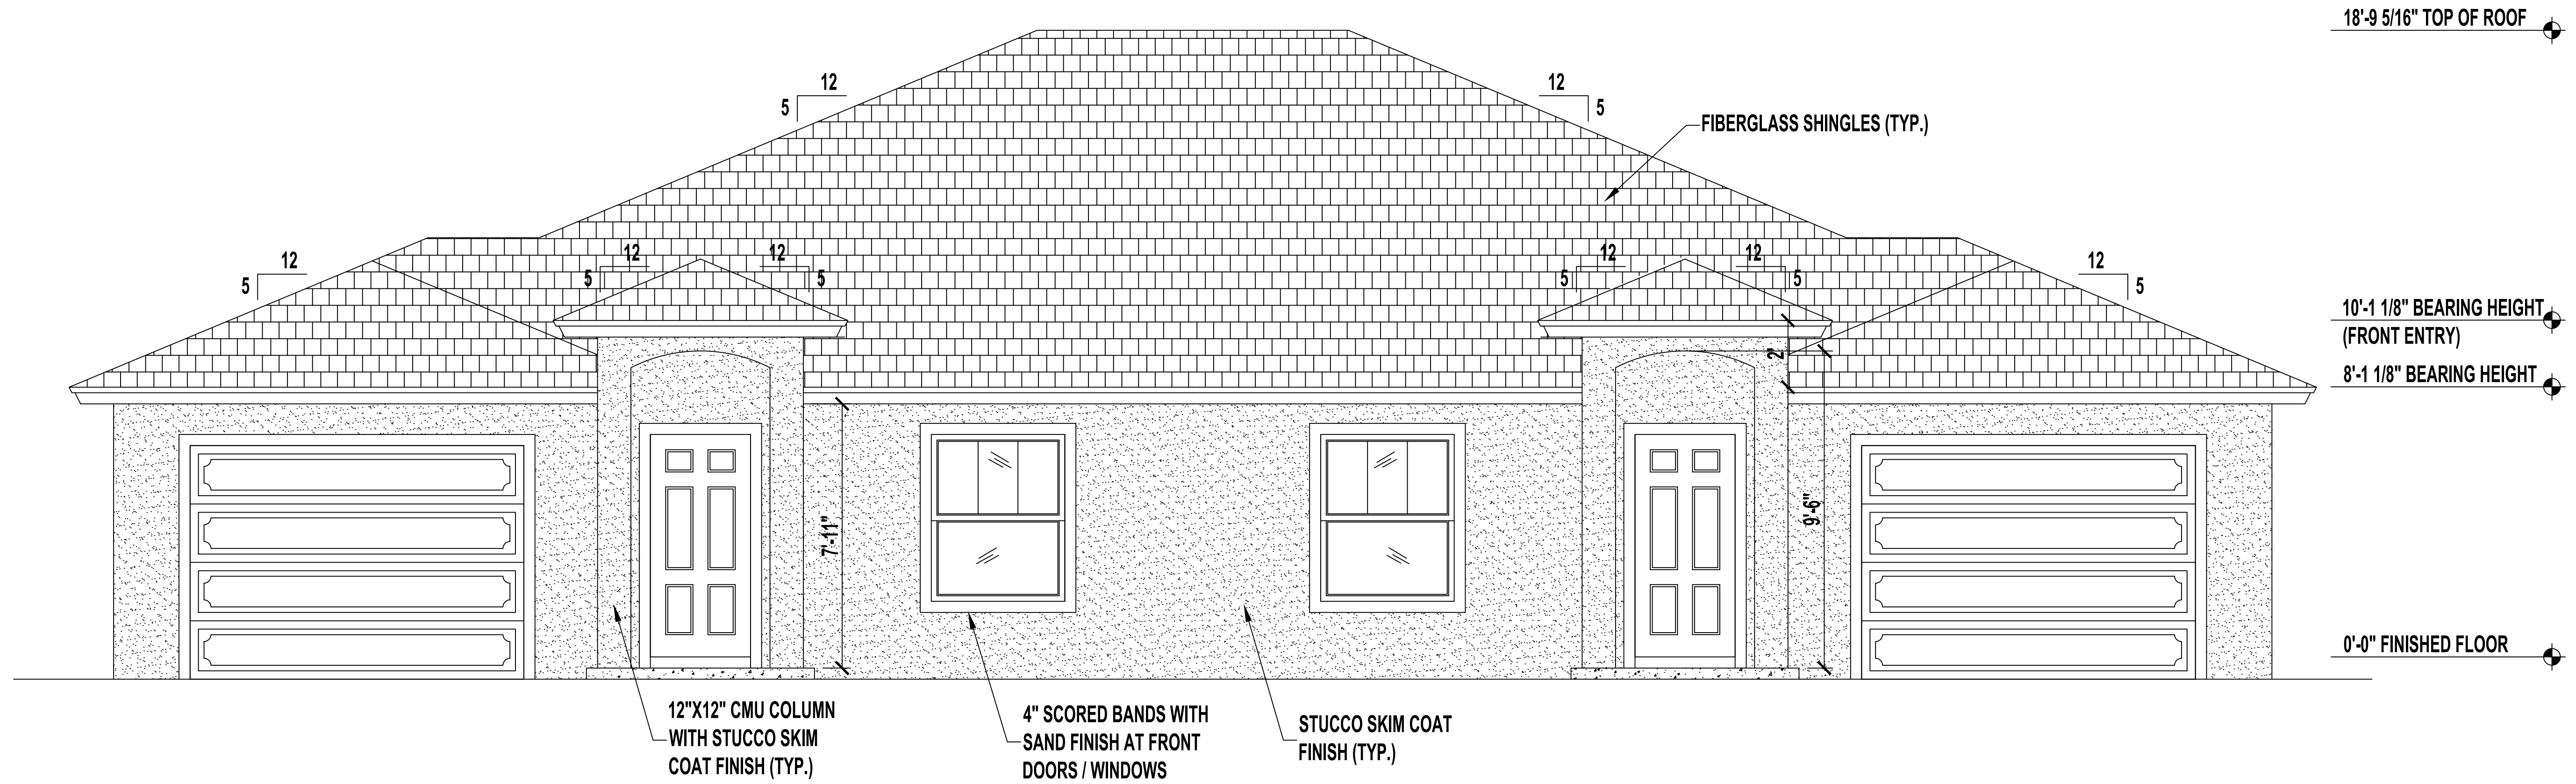 18'-9 5/16" TOP OF ROOF
12
5
12
5
FIBERGLASS SHINGLES (TYP.)
12
5
12
5
12
5
12
5
12
5
12
5
10'-1 1/8" BEARING HEIGHT
(FRONT ENTRY)
2'
8'-1 1/8" BEARING HEIGHT
7'-11"
9'-6"
0'-0" FINISHED FLOOR
12"X12" CMU COLUMN
WITH STUCCO SKIM
COAT FINISH (TYP.)
4" SCORED BANDS WITH
SAND FINISH AT FRONT
DOORS / WINDOWS
STUCCO SKIM COAT
FINISH (TYP.)